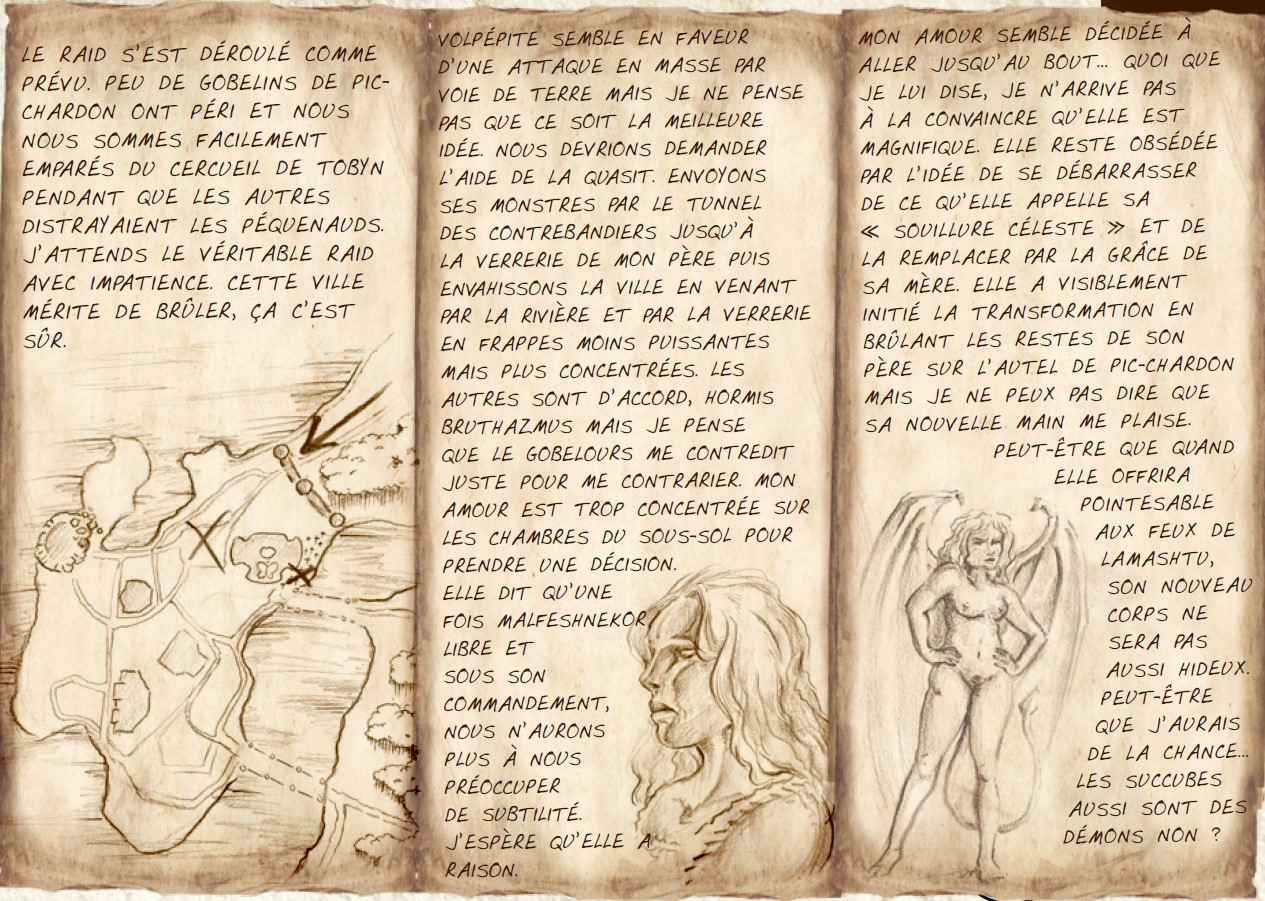 LE RAID S'EST DÉROULÉ COMME
PRÉVU. PEU DE GOBELINS DE PIC-
CHARDON ONT PÉRI ET NOUS
NOUS SOMMES FACILEMENT
EMPARÉS DU CERCUEIL DE TOBYN
PENDANT QUE LES AUTRES
DISTRAYAIENT LES PÉQUENAUDS.
J'ATTENDS LE VÉRITABLE RAID
AVEC IMPATIENCE. CETTE VILLE
MÉRITE DE BRÛLER, ÇA C'EST
SÛR.
VOLPÉPITE SEMBLE EN FAVEUR
D'UNE ATTAQUE EN MASSE PAR
VOIE DE TERRE MAIS JE NE PENSE
PAS QUE CE SOIT LA MEILLEURE
IDÉE. NOUS DEVRIONS DEMANDER
L'AIDE DE LA QUASIT. ENVOYONS
SES MONSTRES PAR LE TUNNEL
DES CONTREBANDIERS JUSQU'À
LA VERRERIE DE MON PÈRE PUIS
ENVAHISSONS LA VILLE EN VENANT
PAR LA RIVIÈRE ET PAR LA VERRERIE
EN FRAPPES MOINS PUISSANTES
MAIS PLUS CONCENTRÉES. LES
AUTRES SONT D'ACCORD, HORMIS
BRUTHAZMUS MAIS JE PENSE
QUE LE GOBELOURS ME CONTREDIT
JUSTE POUR ME CONTRARIER. MON
AMOUR EST TROP CONCENTRÉE SUR
LES CHAMBRES DU SOUS-SOL POUR
PRENDRE UNE DÉCISION.
ELLE DIT QU'UNE
FOIS MALFESHNEKOR
LIBRE ET
SOUS SON
COMMANDEMENT,
NOUS N'AURONS
PLUS À NOUS
PRÉOCCUPER
DE SUBTILITÉ.
J'ESPÈRE QU'ELLE A
RAISON.
MON AMOUR SEMBLE DÉCIDÉE À
ALLER JUSQU'AU BOUT... QUOI QUE
JE LUI DISE, JE N'ARRIVE PAS
À LA CONVAINCRE QU'ELLE EST
MAGNIFIQUE. ELLE RESTE OBSÉDÉE
PAR L'IDÉE DE SE DÉBARRASSER
DE CE QU'ELLE APPELLE SA
« SOUILLURE CÉLESTE » ET DE
LA REMPLACER PAR LA GRÂCE DE
SA MÈRE. ELLE A VISIBLEMENT
INITIÉ LA TRANSFORMATION EN
BRÛLANT LES RESTES DE SON
PÈRE SUR L'AUTEL DE PIC-CHARDON
MAIS JE NE PEUX PAS DIRE QUE
SA NOUVELLE MAIN ME PLAISE.
PEUT-ÊTRE QUE QUAND
ELLE OFFRIRA
POINTESABLE
AUX FEUX DE
LAMASHTU,
SON NOUVEAU
CORPS NE
SERA PAS
AUSSI HIDEUX.
PEUT-ÊTRE
QUE J'AURAIS
DE LA CHANCE...
LES SUCCUBES
AUSSI SONT DES
DÉMONS NON ?